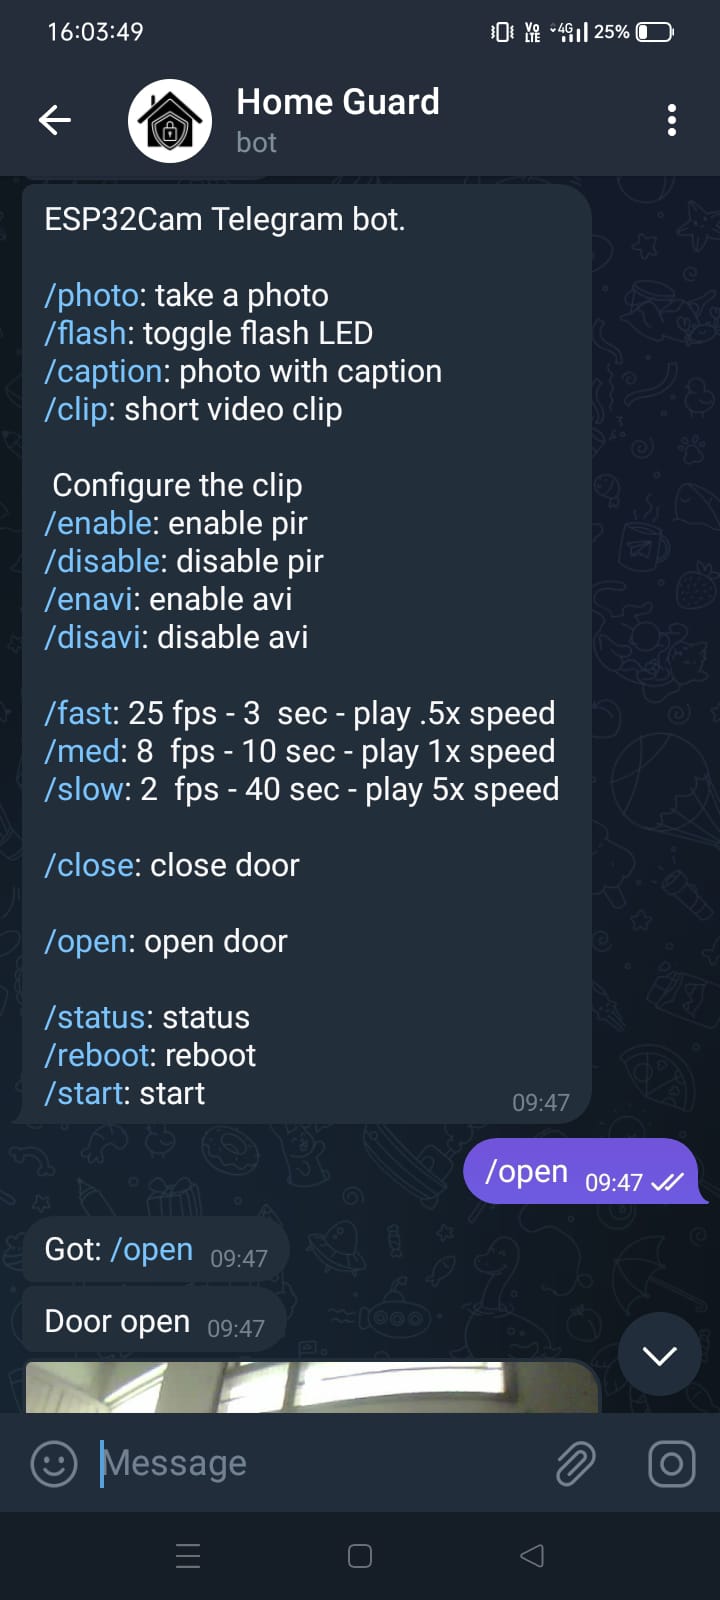 16:03:49
Vo LTE 4G 25%
Home Guard
bot
ESP32Cam Telegram bot.
/photo: take a photo
/flash: toggle flash LED
/caption: photo with caption
/clip: short video clip
Configure the clip
/enable: enable pir
/disable: disable pir
/enavi: enable avi
/disavi: disable avi
/fast: 25 fps - 3  sec - play .5x speed
/med: 8  fps - 10 sec - play 1x speed
/slow: 2  fps - 40 sec - play 5x speed
/close: close door
/open: open door
/status: status
/reboot: reboot
/start: start
09:47
/open 09:47
Got: /open 09:47
Door open 09:47
Message